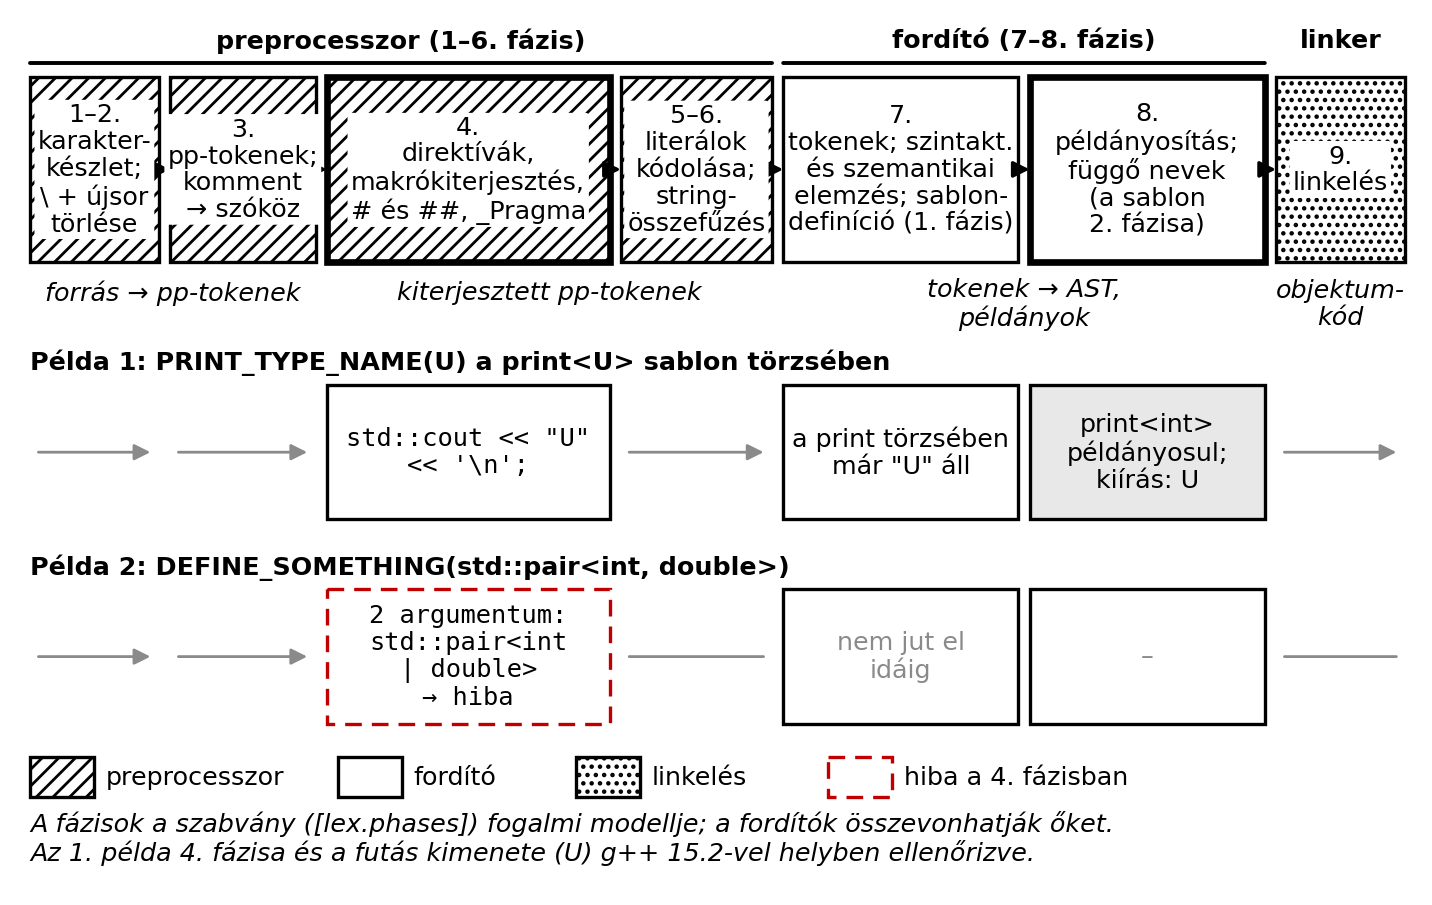 preprocesszor (1–6. fázis)
fordító (7–8. fázis)
linker
1–2.
karakter-
készlet;
\ + újsor
törlése
3.
pp-tokenek;
komment
→ szóköz
4.
direktívák,
makrókiterjesztés,
# és ##, _Pragma
5–6.
literálok
kódolása;
string-
összefűzés
7.
tokenek; szintakt.
és szemantikai
elemzés; sablon-
definíció (1. fázis)
8.
példányosítás;
függő nevek
(a sablon
2. fázisa)
9.
linkelés
forrás → pp-tokenek
kiterjesztett pp-tokenek
tokenek → AST,
példányok
objektum-
kód
Példa 1: PRINT_TYPE_NAME(U) a print<U> sablon törzsében
std::cout << "U"
<< '\n';
a print törzsében
már "U" áll
print<int>
példányosul;
kiírás: U
Példa 2: DEFINE_SOMETHING(std::pair<int, double>)
2 argumentum:
std::pair<int
| double>
→ hiba
nem jut el
idáig
–
preprocesszor
fordító
linkelés
hiba a 4. fázisban
A fázisok a szabvány ([lex.phases]) fogalmi modellje; a fordítók összevonhatják őket.
Az 1. példa 4. fázisa és a futás kimenete (U) g++ 15.2-vel helyben ellenőrizve.